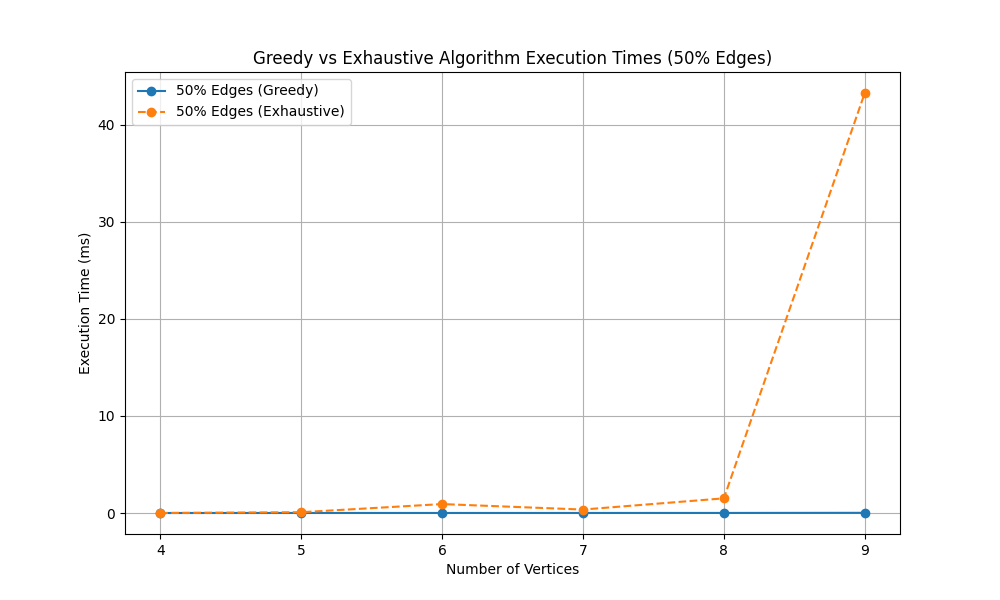 Greedy vs Exhaustive Algorithm Execution Times (50% Edges)
50% Edges (Greedy)
50% Edges (Exhaustive)
Execution Time (ms)
40
30
20
10
0
4 5 6 7 8 9
Number of Vertices